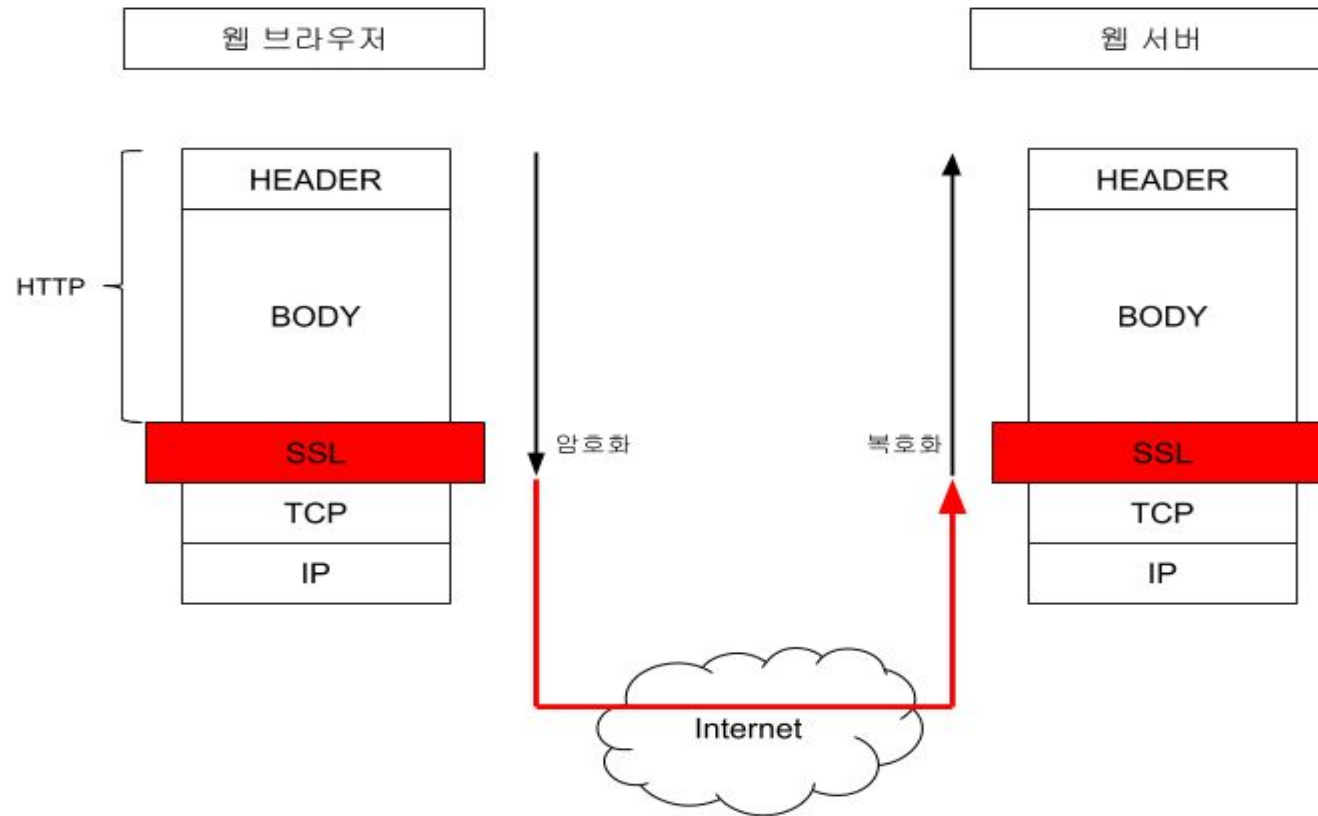 웹 브라우저
웹 서버
HEADER
HEADER
HTTP
BODY
BODY
SSL
암호화
복호화
SSL
TCP
TCP
IP
IP
Internet